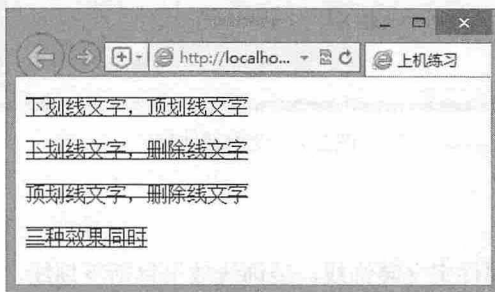 http://localho...
上机练习
下划线文字，顶划线文字
下划线文字，删除线文字
顶划线文字，删除线文字
三种效果同时